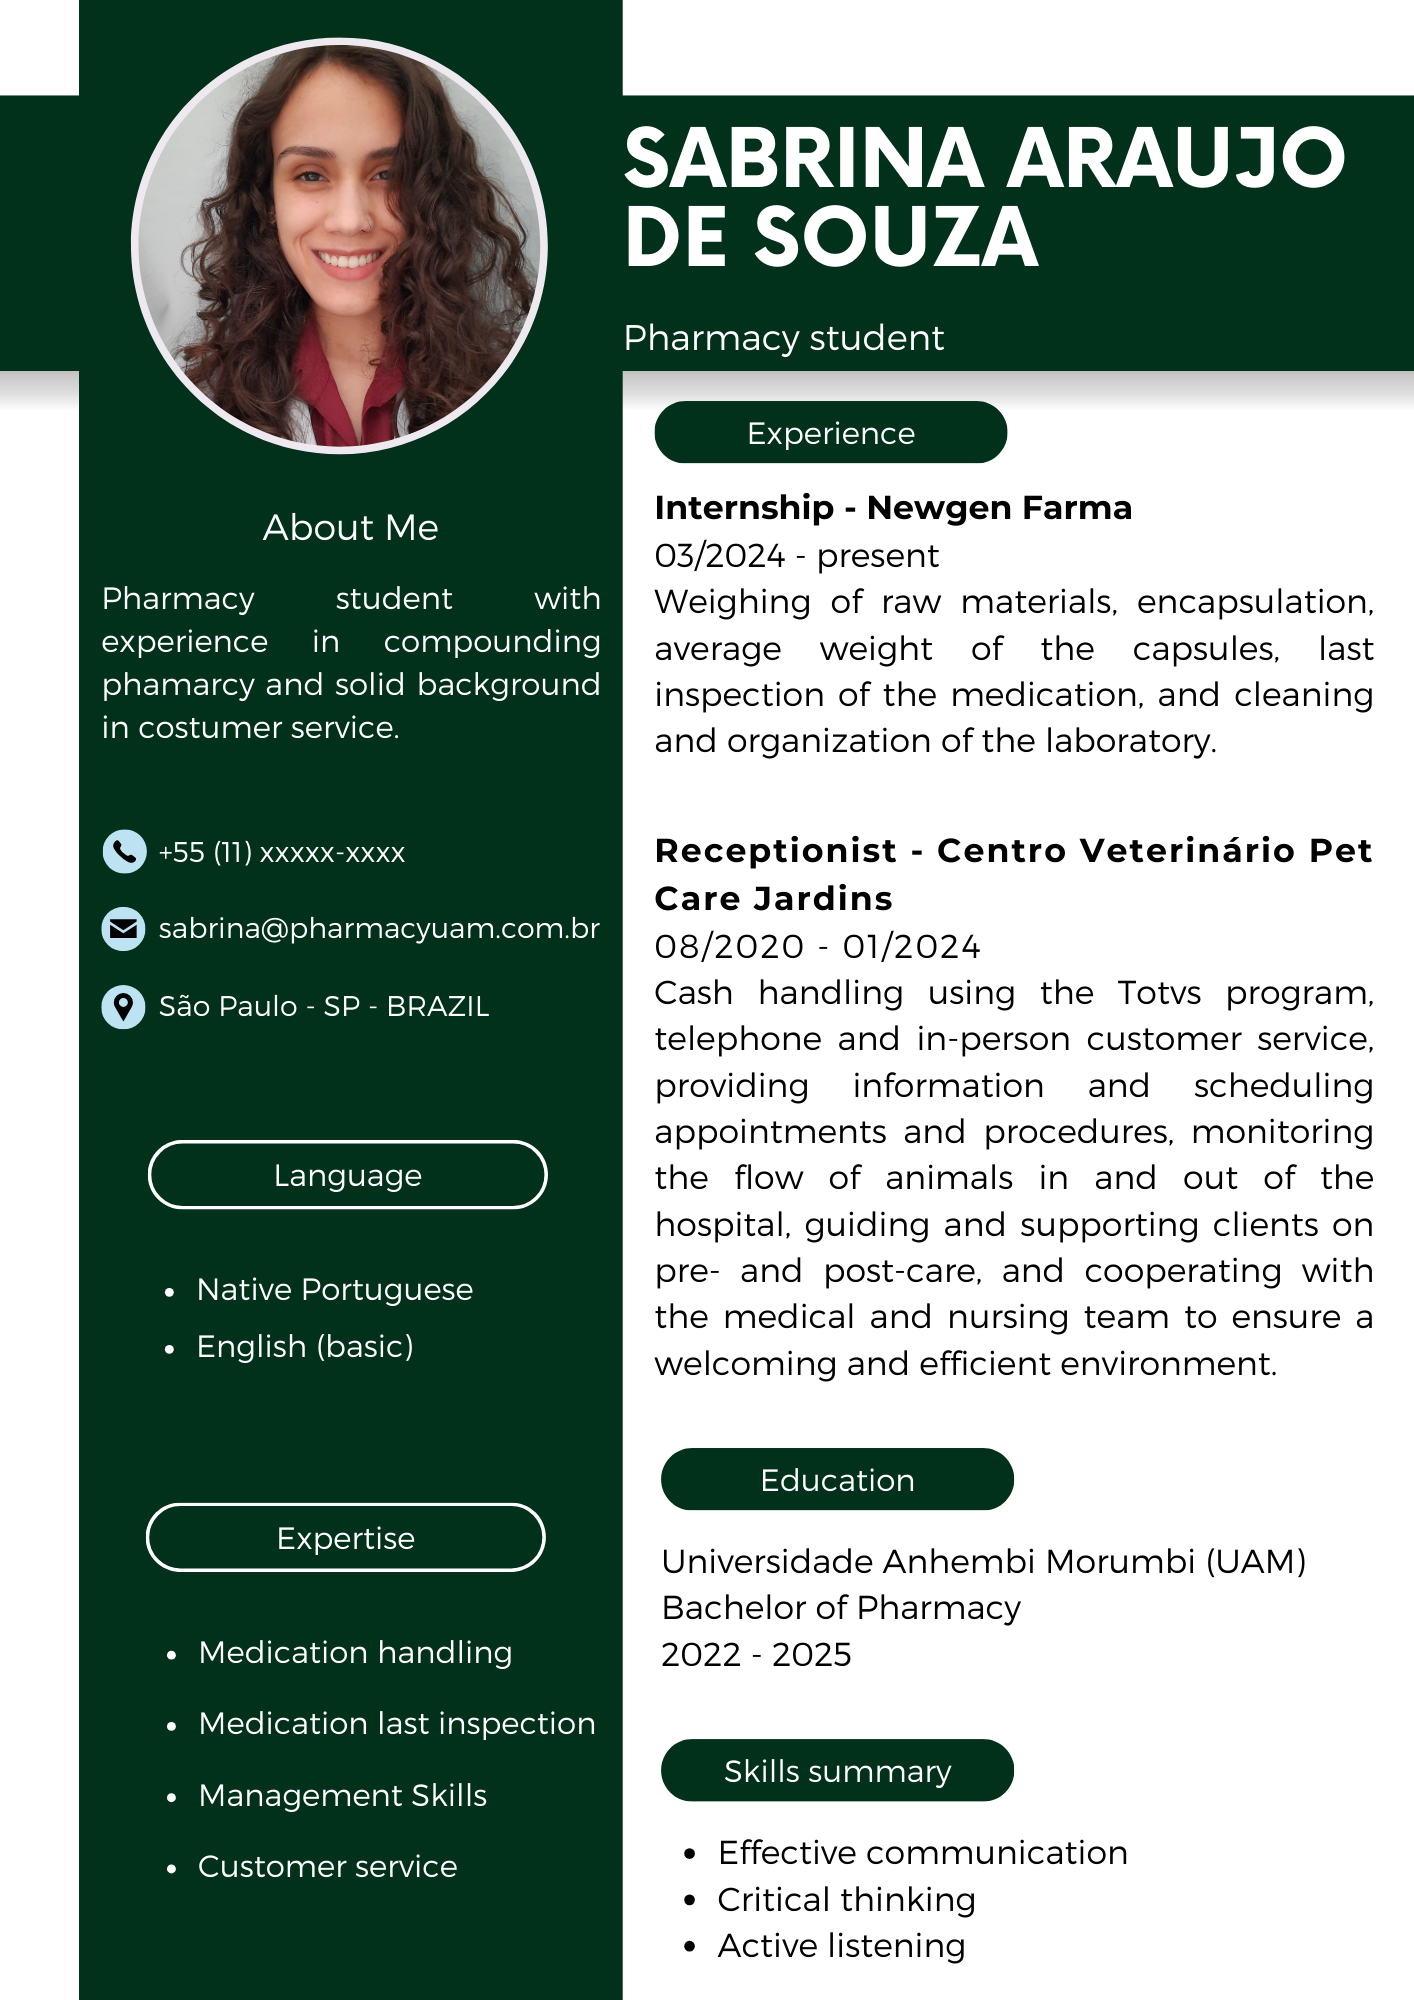 SABRINA ARAUJO
DE SOUZA
Pharmacy student
About Me
Pharmacy student with
experience in compounding
phamarcy and solid background
in costumer service.
+55 (11) xxxxx-xxxx
sabrina@pharmacyuam.com.br
São Paulo - SP - BRAZIL
Language
• Native Portuguese
• English (basic)
Expertise
• Medication handling
• Medication last inspection
• Management Skills
• Customer service
Experience
Internship - Newgen Farma
03/2024 - present
Weighing of raw materials, encapsulation,
average weight of the capsules, last
inspection of the medication, and cleaning
and organization of the laboratory.
Receptionist - Centro Veterinário Pet
Care Jardins
08/2020 - 01/2024
Cash handling using the Totvs program,
telephone and in-person customer service,
providing information and scheduling
appointments and procedures, monitoring
the flow of animals in and out of the
hospital, guiding and supporting clients on
pre- and post-care, and cooperating with
the medical and nursing team to ensure a
welcoming and efficient environment.
Education
Universidade Anhembi Morumbi (UAM)
Bachelor of Pharmacy
2022 - 2025
Skills summary
• Effective communication
• Critical thinking
• Active listening